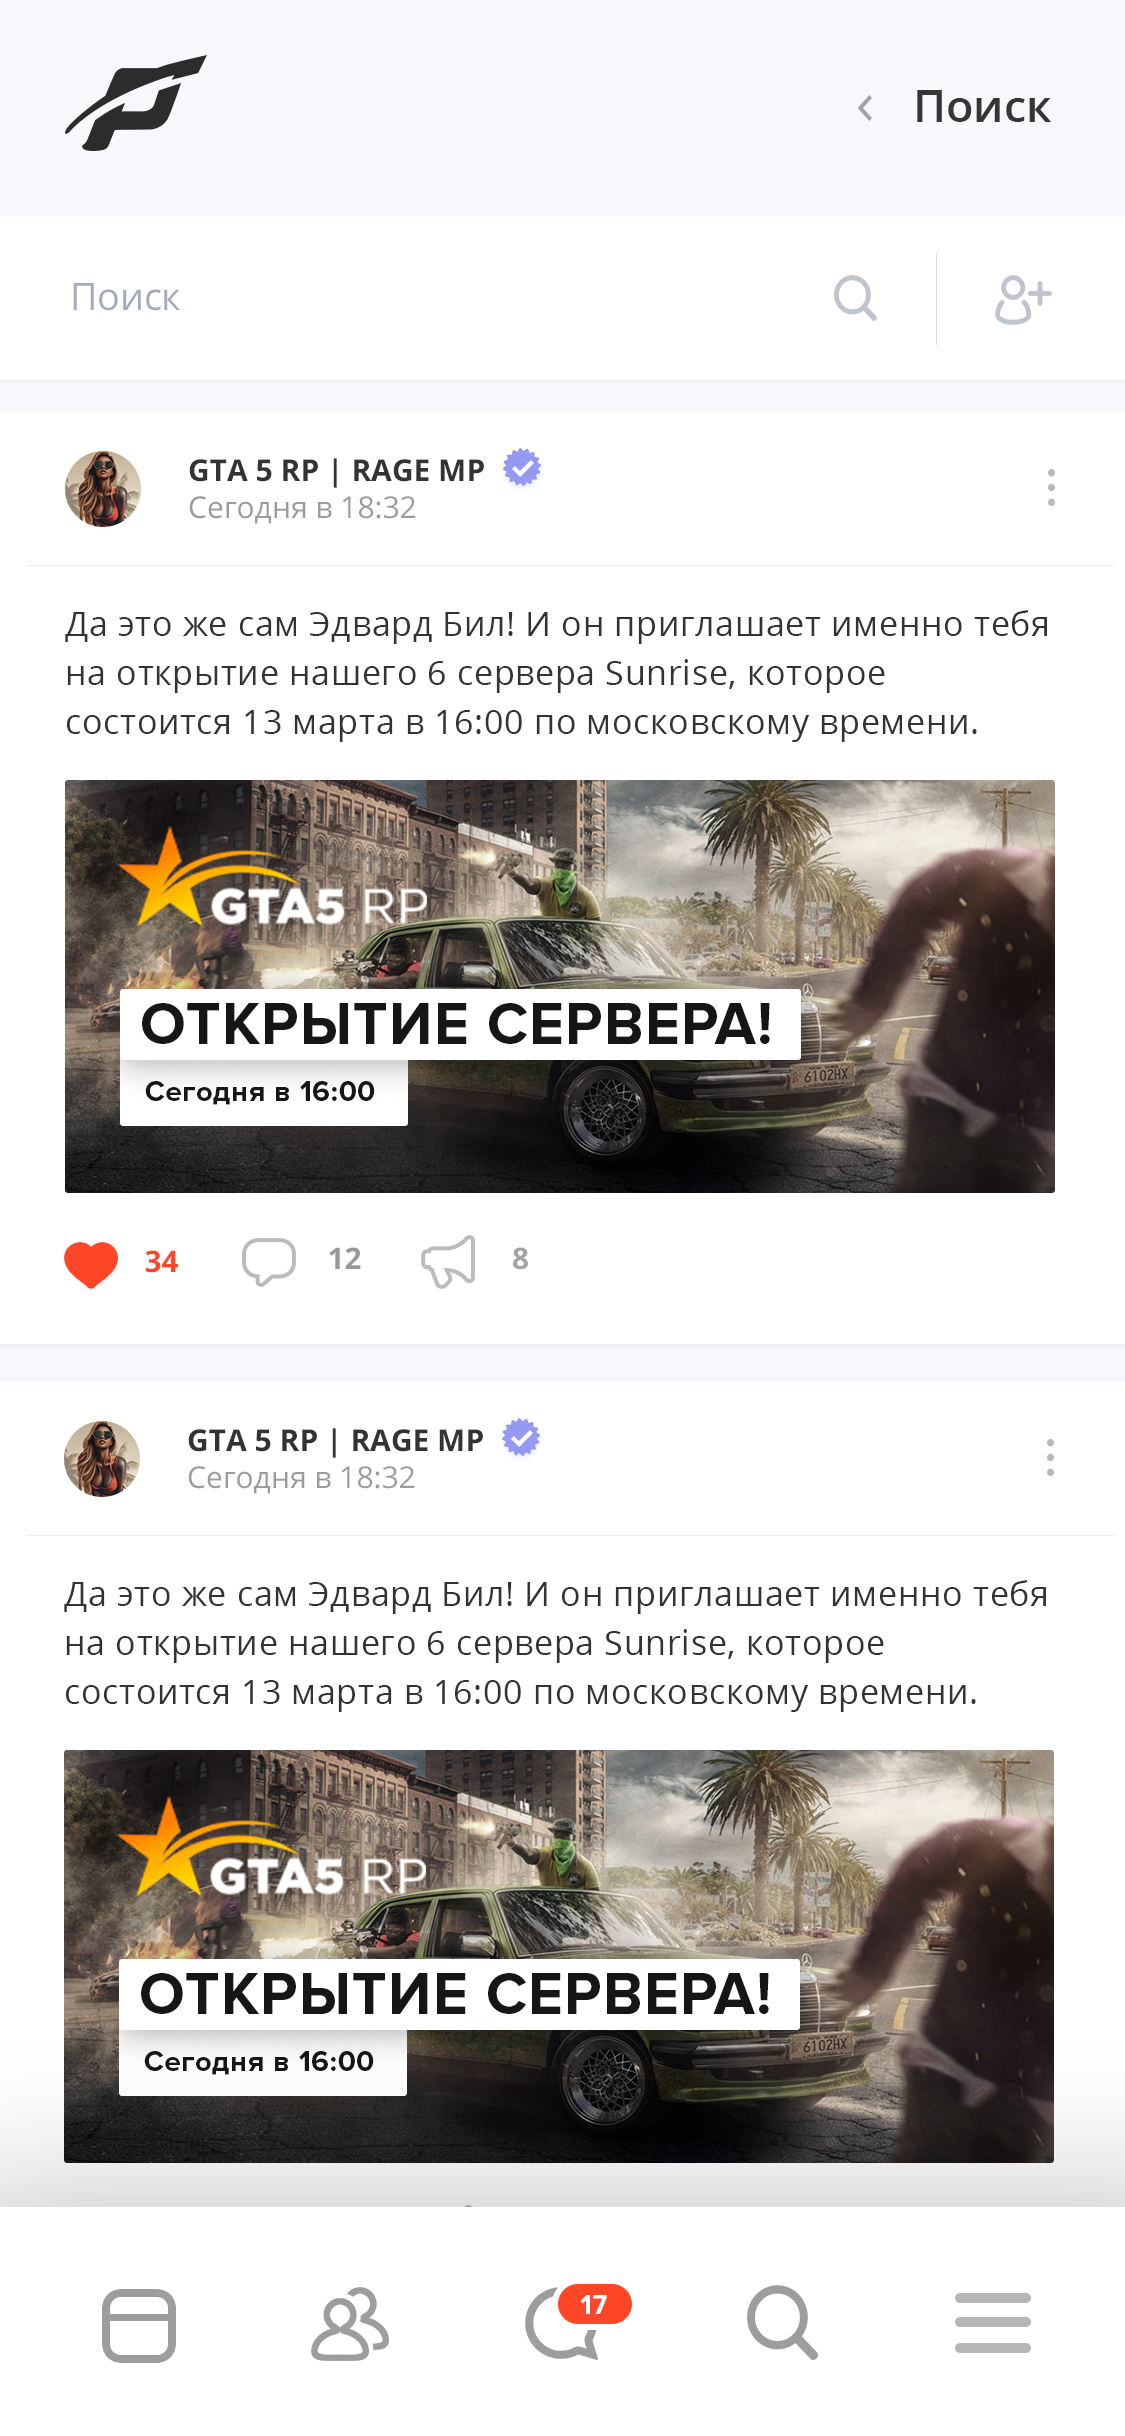 Поиск
Поиск
GTA 5 RP | RAGE MP
Сегодня в 18:32
Да это же сам Эдвард Бил! И он приглашает именно тебя
на открытие нашего 6 сервера Sunrise, которое
состоится 13 марта в 16:00 по московскому времени.
GTA5 RP
ОТКРЫТИЕ СЕРВЕРА!
Сегодня в 16:00
6102HX
34 12 8
GTA 5 RP | RAGE MP
Сегодня в 18:32
Да это же сам Эдвард Бил! И он приглашает именно тебя
на открытие нашего 6 сервера Sunrise, которое
состоится 13 марта в 16:00 по московскому времени.
GTA5 RP
ОТКРЫТИЕ СЕРВЕРА!
Сегодня в 16:00
6102HX
17